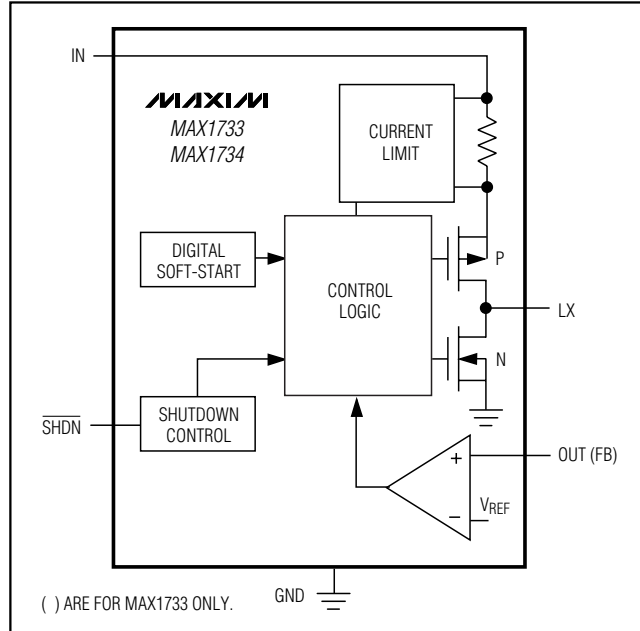 IN
MAXIM
MAX1733
MAX1734
CURRENT
LIMIT
DIGITAL
SOFT-START
CONTROL
LOGIC
P
LX
N
SHDN
SHUTDOWN
CONTROL
+
OUT (FB)
−
VREF
GND
( ) ARE FOR MAX1733 ONLY.